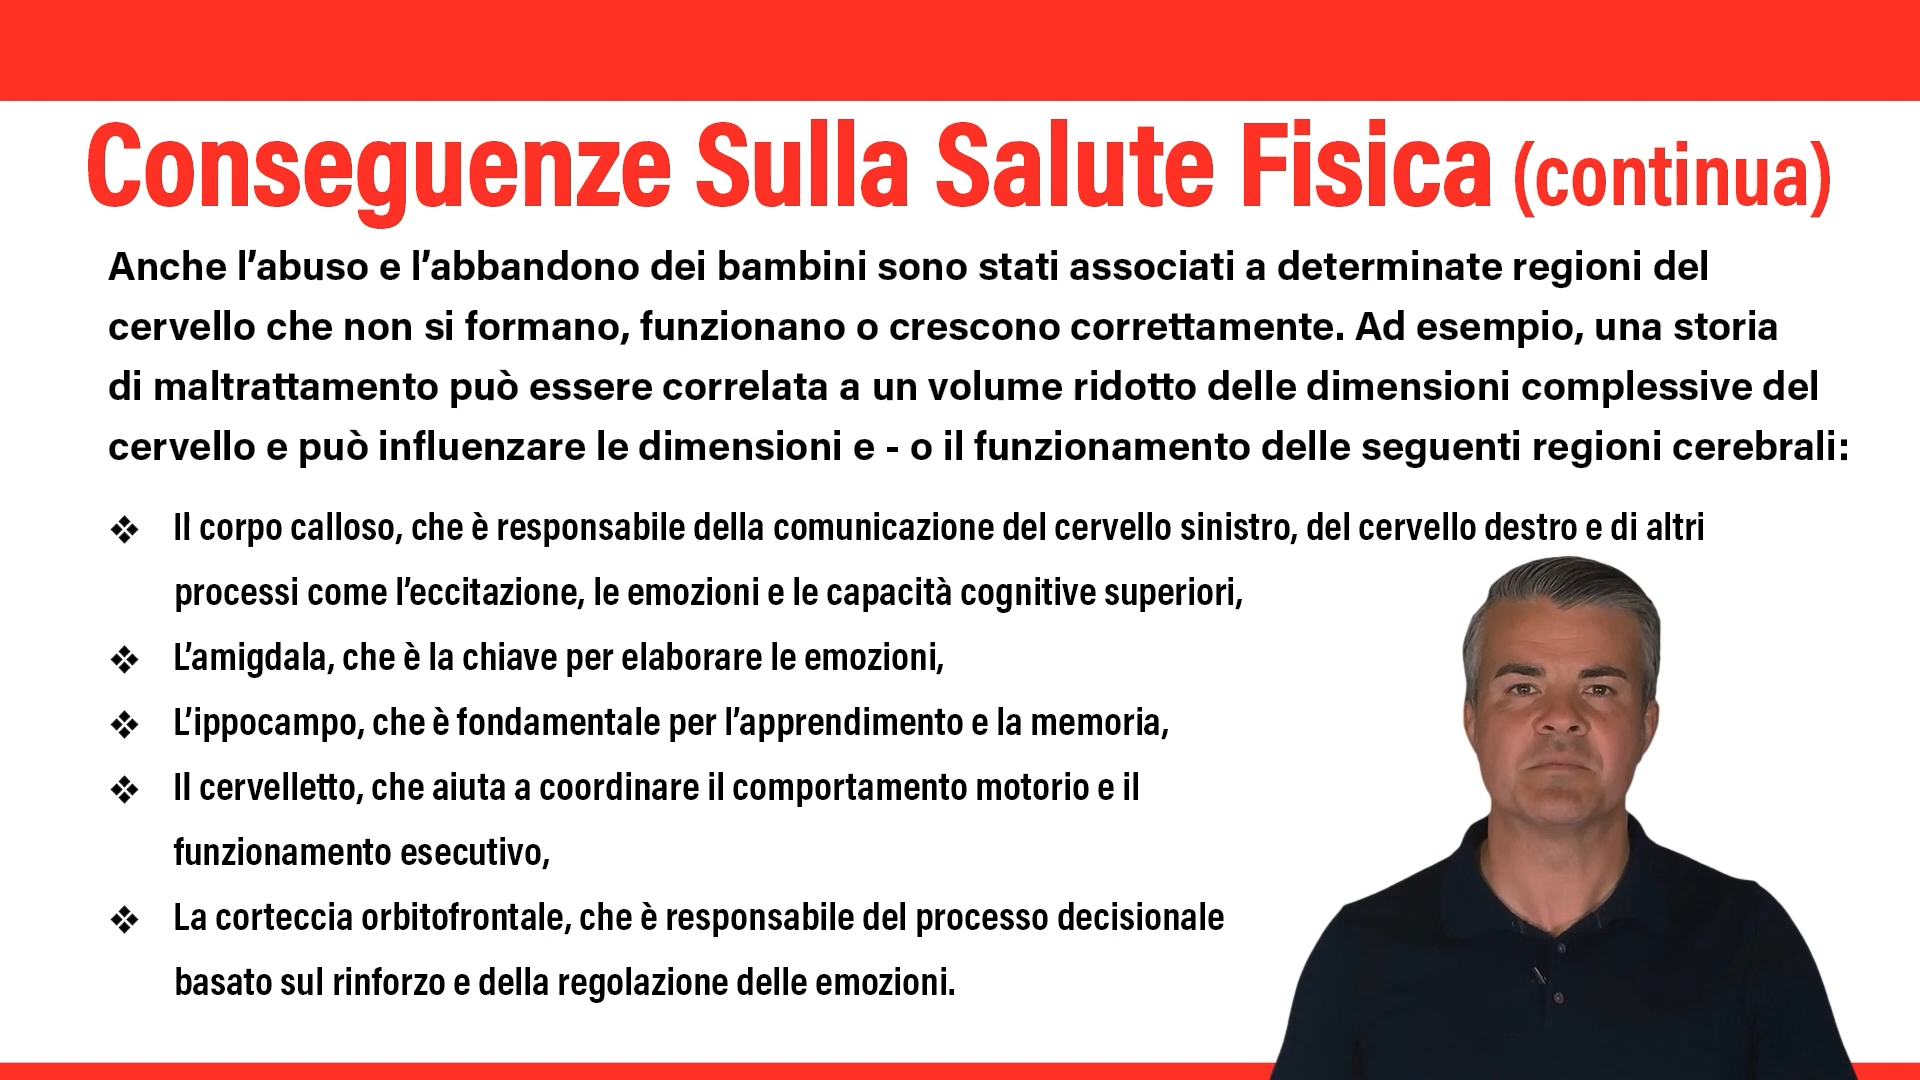 Conseguenze Sulla Salute Fisica (continua)
Anche l’abuso e l’abbandono dei bambini sono stati associati a determinate regioni del
cervello che non si formano, funzionano o crescono correttamente. Ad esempio, una storia
di maltrattamento può essere correlata a un volume ridotto delle dimensioni complessive del
cervello e può influenzare le dimensioni e - o il funzionamento delle seguenti regioni cerebrali:
❖ Il corpo calloso, che è responsabile della comunicazione del cervello sinistro, del cervello destro e di altri
processi come l’eccitazione, le emozioni e le capacità cognitive superiori,
❖ L’amigdala, che è la chiave per elaborare le emozioni,
❖ L’ippocampo, che è fondamentale per l’apprendimento e la memoria,
❖ Il cervelletto, che aiuta a coordinare il comportamento motorio e il
funzionamento esecutivo,
❖ La corteccia orbitofrontale, che è responsabile del processo decisionale
basato sul rinforzo e della regolazione delle emozioni.